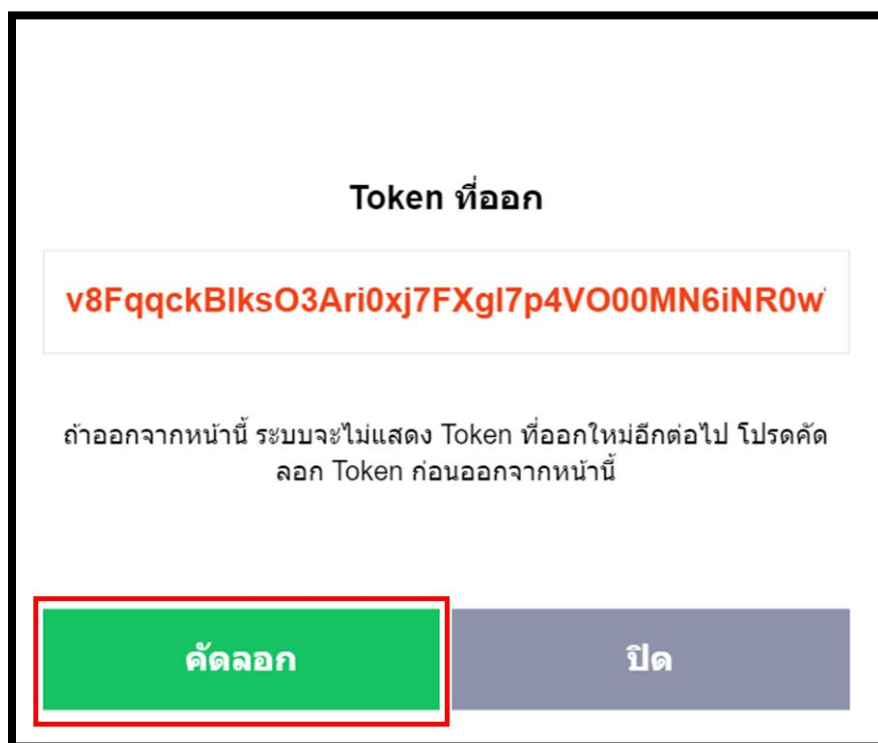 Token ที่ออก
v8FqqckBIksO3Ari0xj7FXgI7p4VO00MN6iNR0w
ถ้าออกจากหน้านี้ ระบบจะไม่แสดง Token ที่ออกใหม่อีกต่อไป โปรดคัด
ลอก Token ก่อนออกจากหน้านี้
คัดลอก ปิด